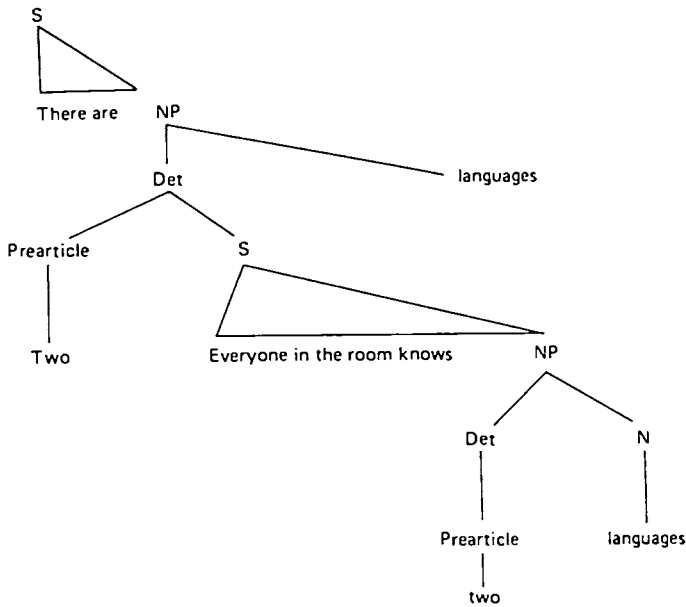 S
There are NP
Det languages
Prearticle S
Two Everyone in the room knows NP
Det N
Prearticle languages
two